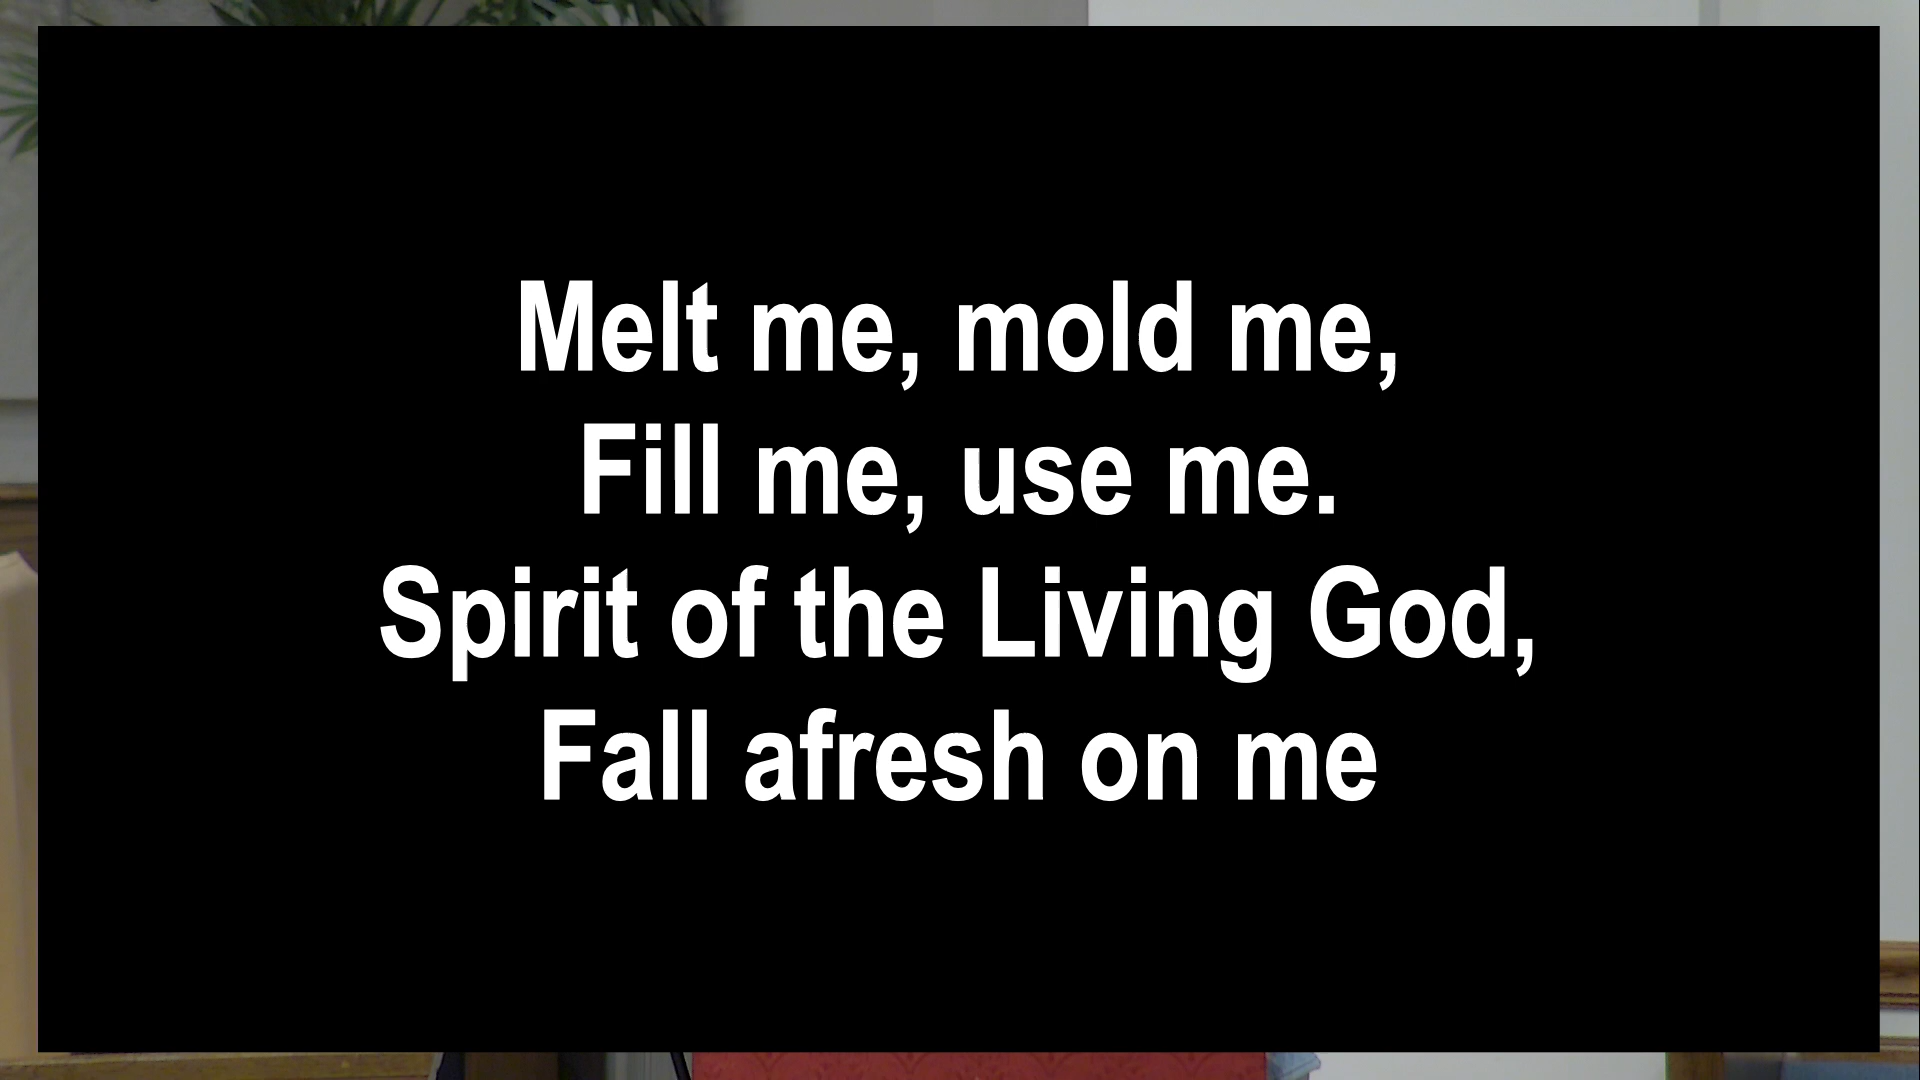 Melt me, mold me,
Fill me, use me.
Spirit of the Living God,
Fall afresh on me